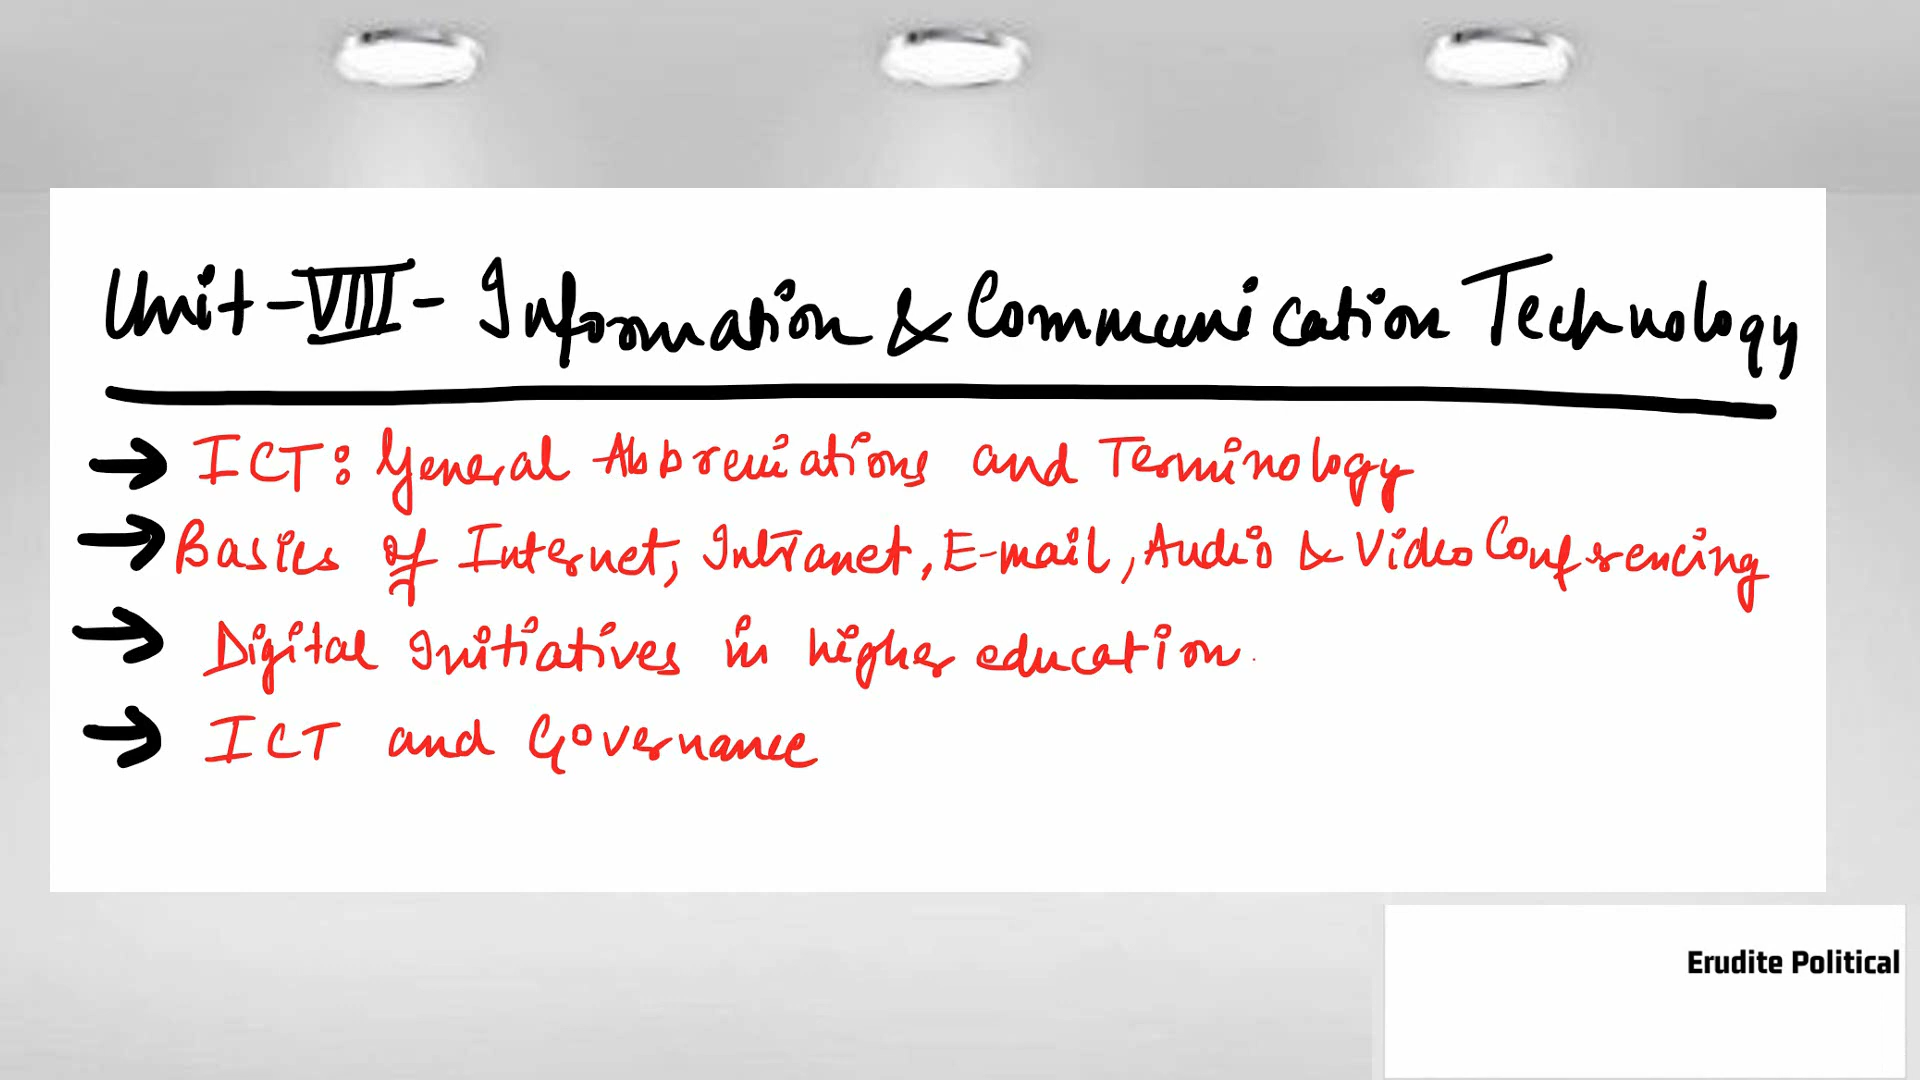 Unit-VIII- Information & Communication Technology
→ ICT: General Abbreviations and Terminology
→ Basics of Internet, Intranet, E-mail, Audio & Video Conferencing
→ Digital Initiatives in higher education.
→ ICT and Governance
Erudite Political